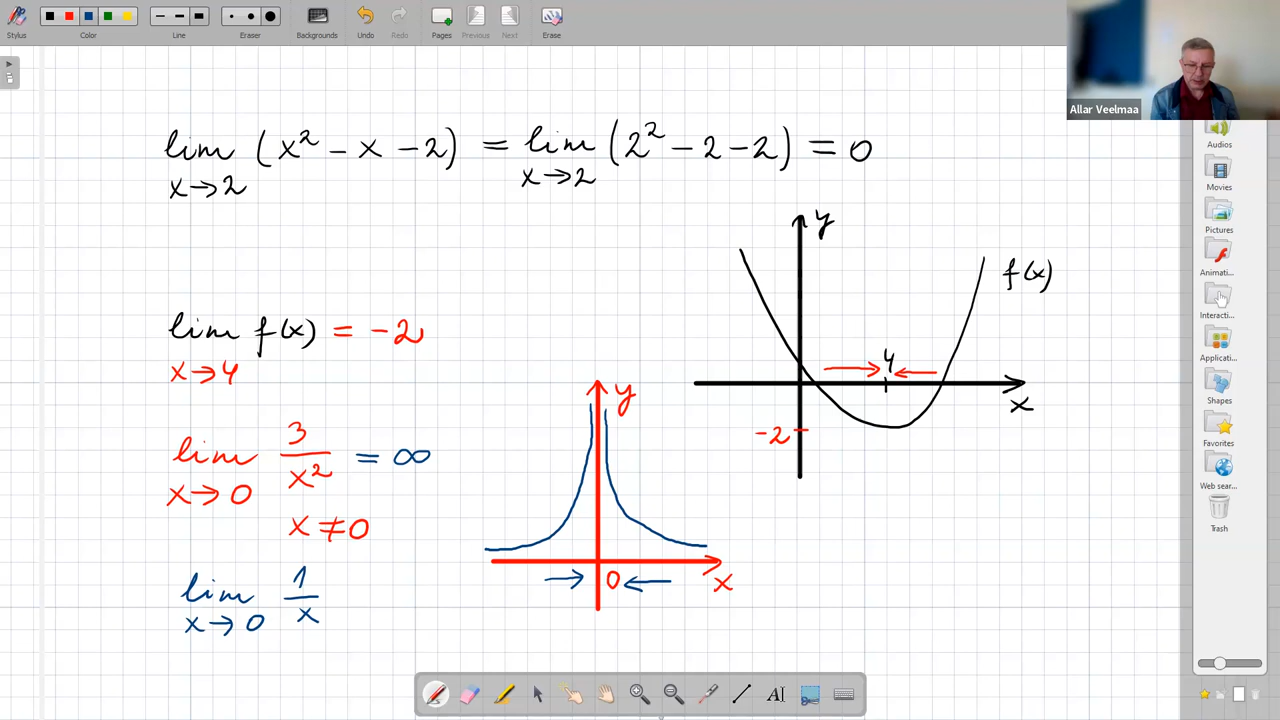 Stylus
Color
Line
Eraser
Backgrounds
Undo
Redo
Pages
Previous
Next
Erase
Allar Veelmaa
lim (x² - x - 2) = lim (2² - 2 - 2) = 0
x→2 x→2
y
f(x)
4
x
-2
lim f(x) = -2
x→4
lim 3/x² = ∞
x→0
x ≠ 0
y
0
x
lim 1/x
x→0
Audios
Movies
Pictures
Animati...
Interacti...
Applicati...
Shapes
Favorites
Web sear...
Trash
AI